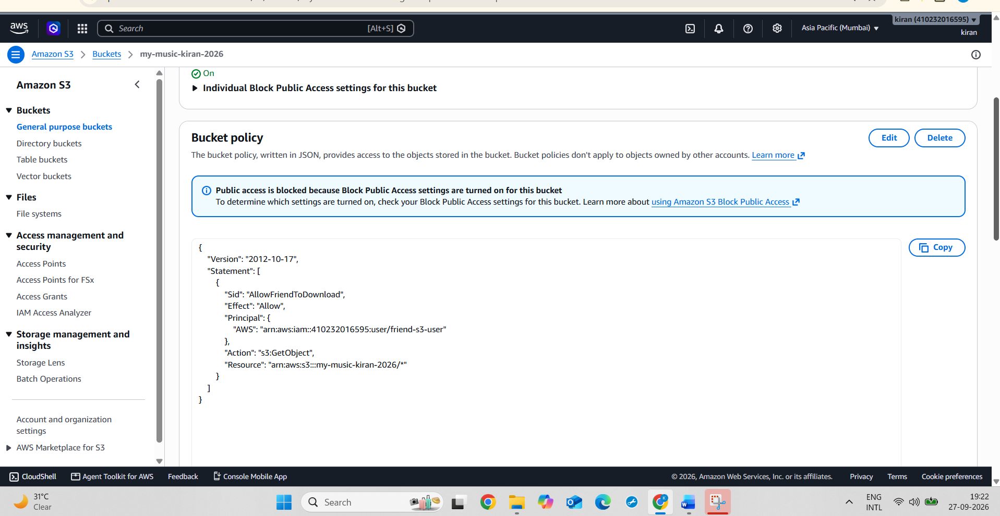 aws
Search
[Alt+S]
Asia Pacific (Mumbai)
kiran (410232016595)
kiran
Amazon S3
Buckets
my-music-kiran-2026
Amazon S3
Buckets
General purpose buckets
Directory buckets
Table buckets
Vector buckets
Files
File systems
Access management and
security
Access Points
Access Points for FSx
Access Grants
IAM Access Analyzer
Storage management and
insights
Storage Lens
Batch Operations
Account and organization
settings
AWS Marketplace for S3
On
Individual Block Public Access settings for this bucket
Bucket policy
Edit
Delete
The bucket policy, written in JSON, provides access to the objects stored in the bucket. Bucket policies don't apply to objects owned by other accounts. Learn more
Public access is blocked because Block Public Access settings are turned on for this bucket
To determine which settings are turned on, check your Block Public Access settings for this bucket. Learn more about using Amazon S3 Block Public Access
Copy
{
"Version": "2012-10-17",
"Statement": [
{
"Sid": "AllowFriendToDownload",
"Effect": "Allow",
"Principal": {
"AWS": "arn:aws:iam::410232016595:user/friend-s3-user"
},
"Action": "s3:GetObject",
"Resource": "arn:aws:s3:::my-music-kiran-2026/*"
}
]
}
CloudShell
Agent Toolkit for AWS
Feedback
Console Mobile App
© 2026, Amazon Web Services, Inc. or its affiliates.
Privacy
Terms
Cookie preferences
31°C
Clear
Search
ENG
INTL
19:22
27-09-2026